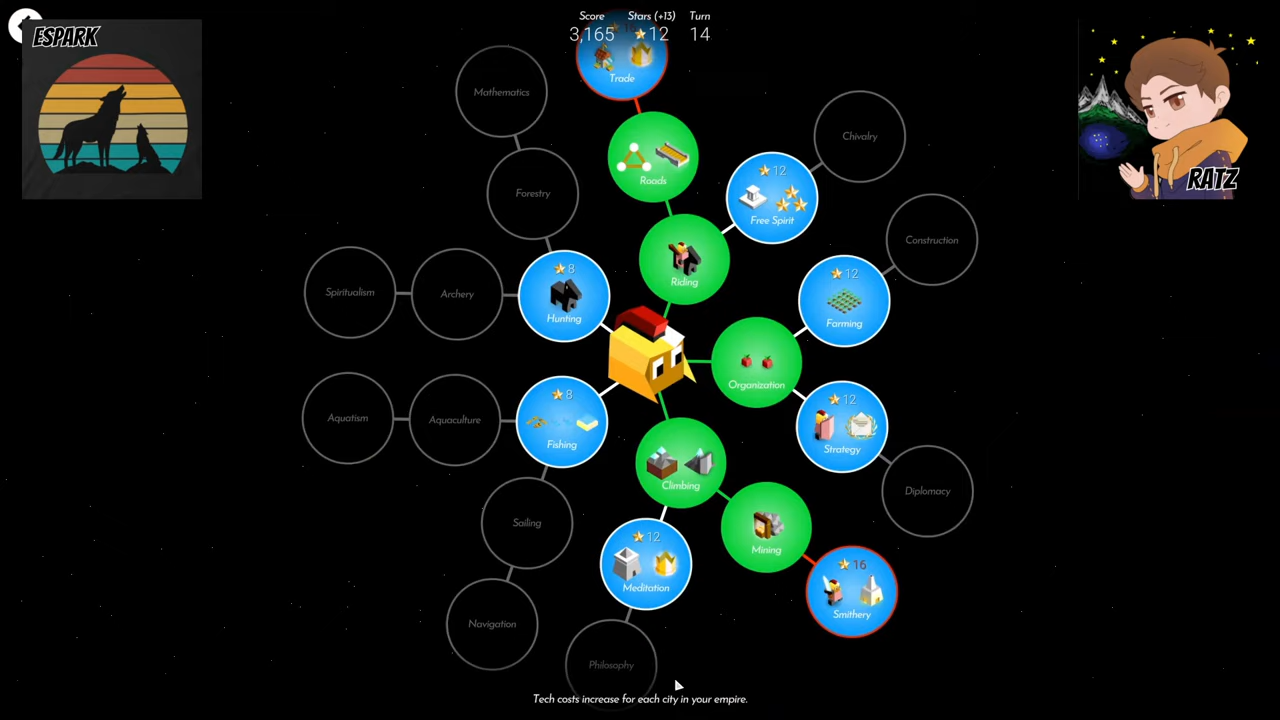 Score Stars (+13) Turn
3,165 12 14
ESPARK
RATZ
Trade
Mathematics
Roads
Chivalry
12
Free Spirit
Forestry
Construction
Riding
12
Farming
8
Hunting
Archery
Spiritualism
Organization
12
Strategy
8
Fishing
Aquaculture
Aquatism
Climbing
Diplomacy
Sailing
Mining
12
Meditation
16
Smithery
Navigation
Philosophy
Tech costs increase for each city in your empire.